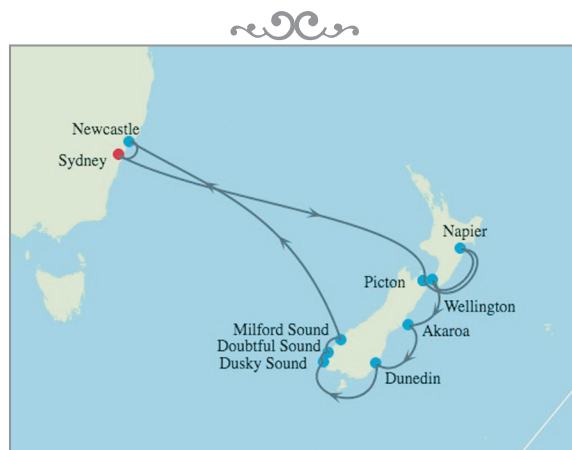 Newcastle
Sydney
Napier
Picton
Wellington
Milford Sound
Akaroa
Doubtful Sound
Dusky Sound
Dunedin